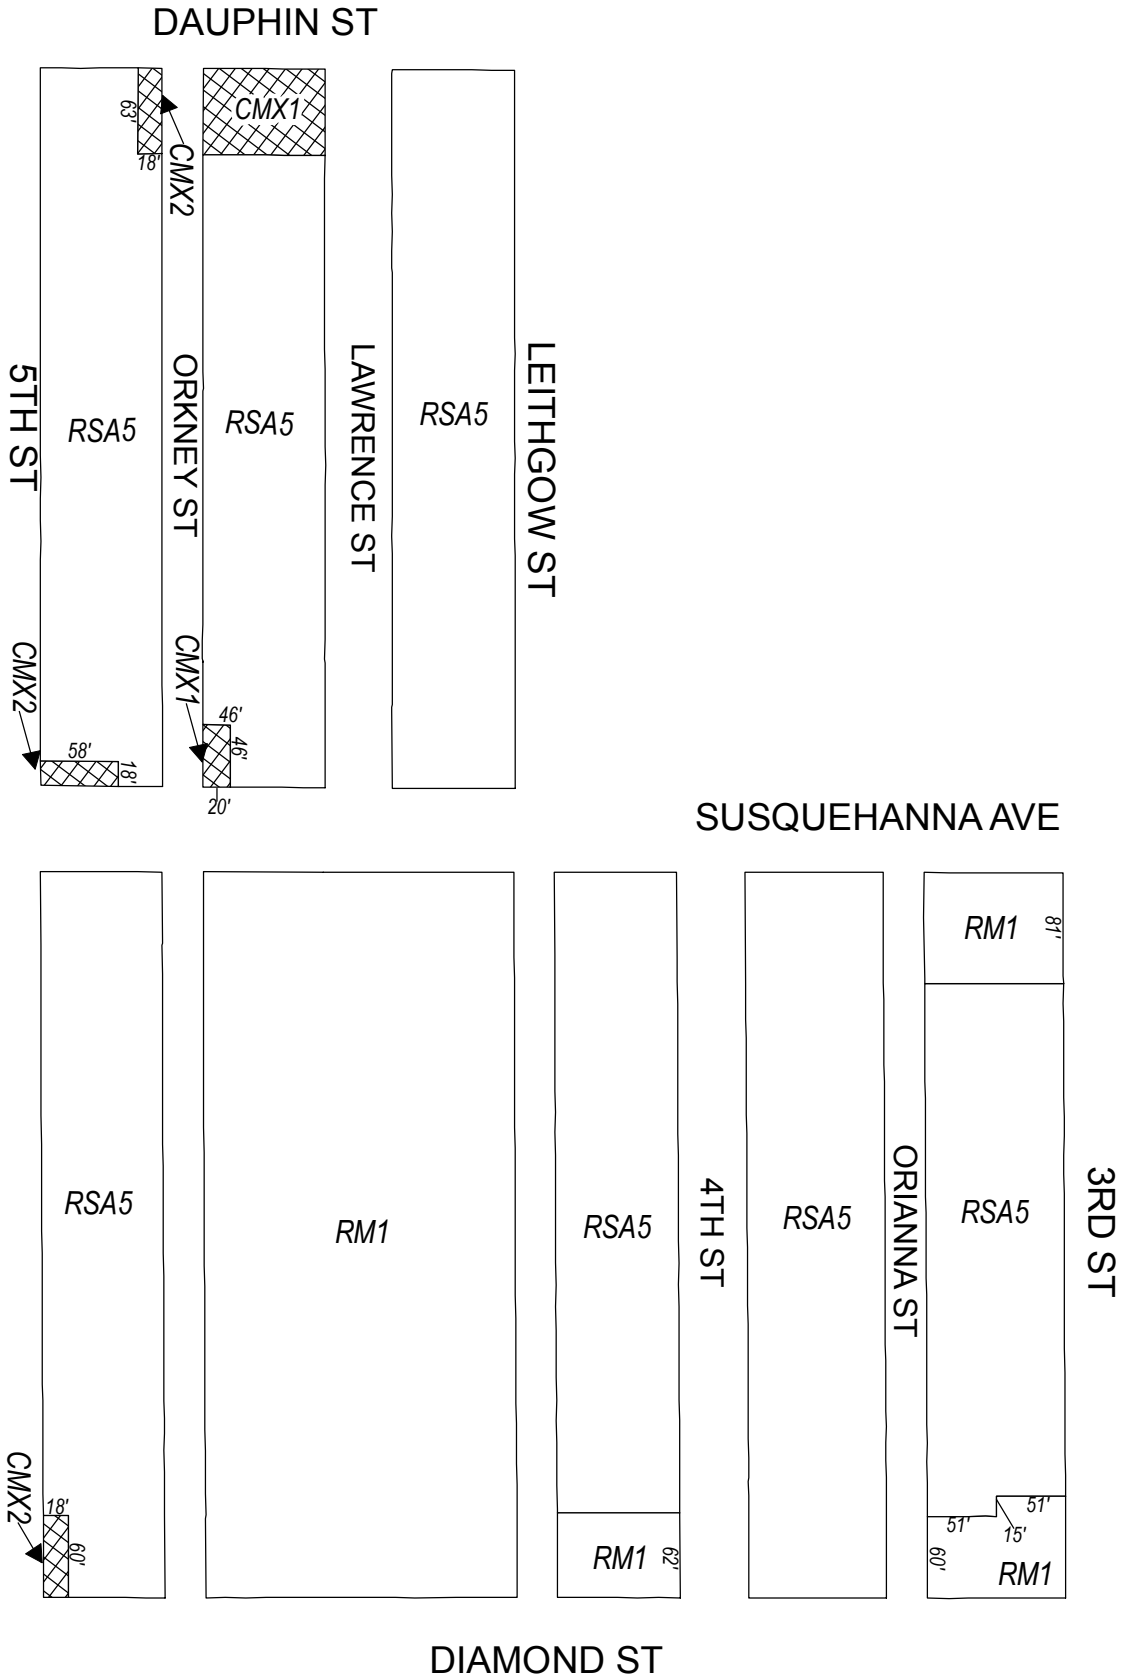 DAUPHIN ST
CMX1
63'
18'
CMX2
5TH ST
RSA5
ORKNEY ST
RSA5
LAWRENCE ST
RSA5
LEITHGOW ST
CMX2
58'
18'
CMX1
46'
46'
20'
SUSQUEHANNA AVE
RM1
81'
RSA5
RM1
RSA5
4TH ST
RSA5
ORIANNA ST
RSA5
3RD ST
CMX2
18'
60'
RM1
62'
51'
51'
15'
60'
RM1
DIAMOND ST